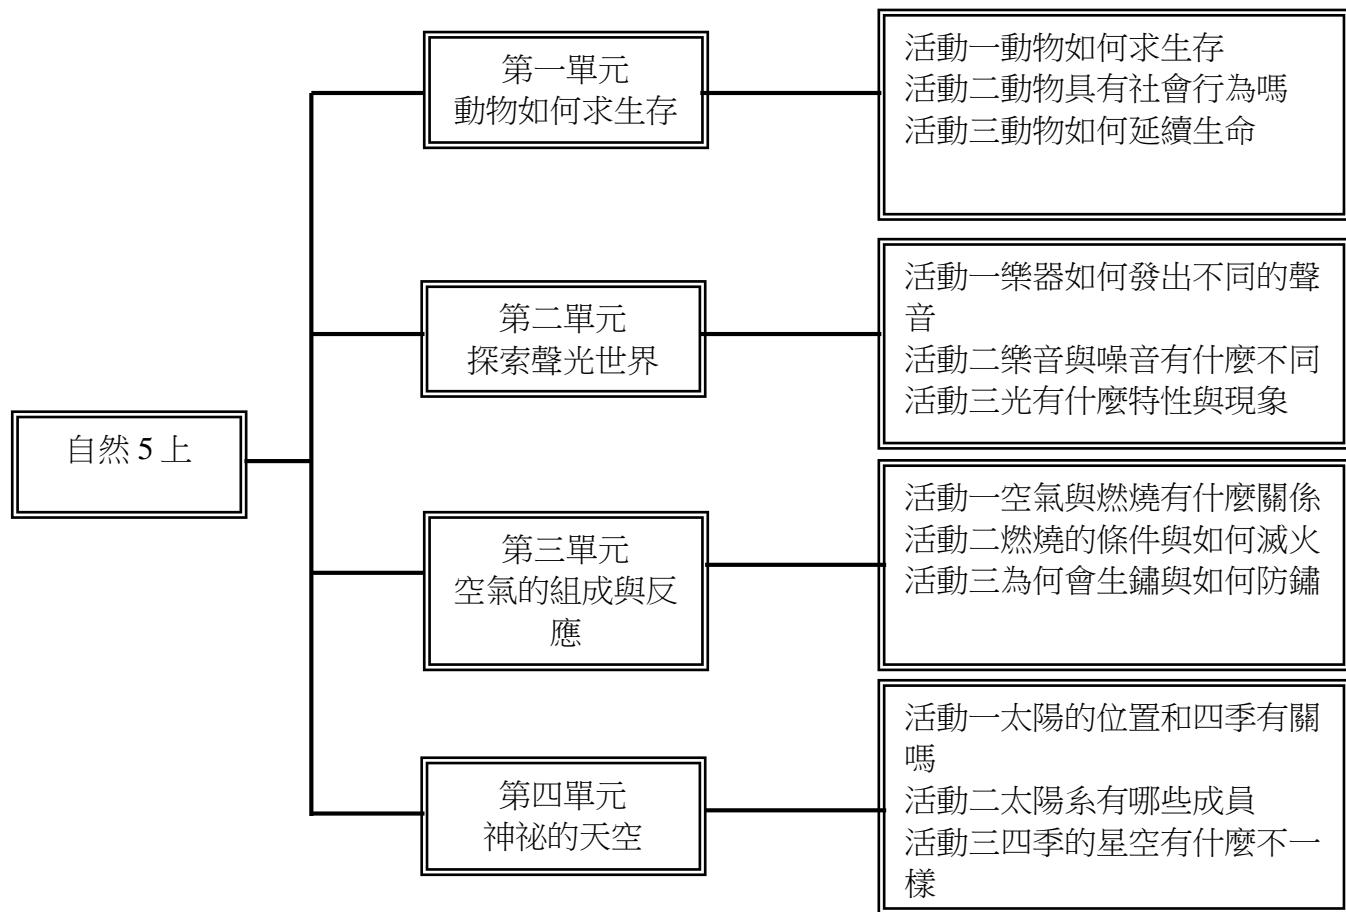 第一單元
動物如何求生存
活動一動物如何求生存
活動二動物具有社會行為嗎
活動三動物如何延續生命
第二單元
探索聲光世界
活動一樂器如何發出不同的聲
音
活動二樂音與噪音有什麼不同
活動三光有什麼特性與現象
自然 5 上
第三單元
空氣的組成與反
應
活動一空氣與燃燒有什麼關係
活動二燃燒的條件與如何滅火
活動三為何會生鏽與如何防鏽
第四單元
神祕的天空
活動一太陽的位置和四季有關
嗎
活動二太陽系有哪些成員
活動三四季的星空有什麼不一
樣